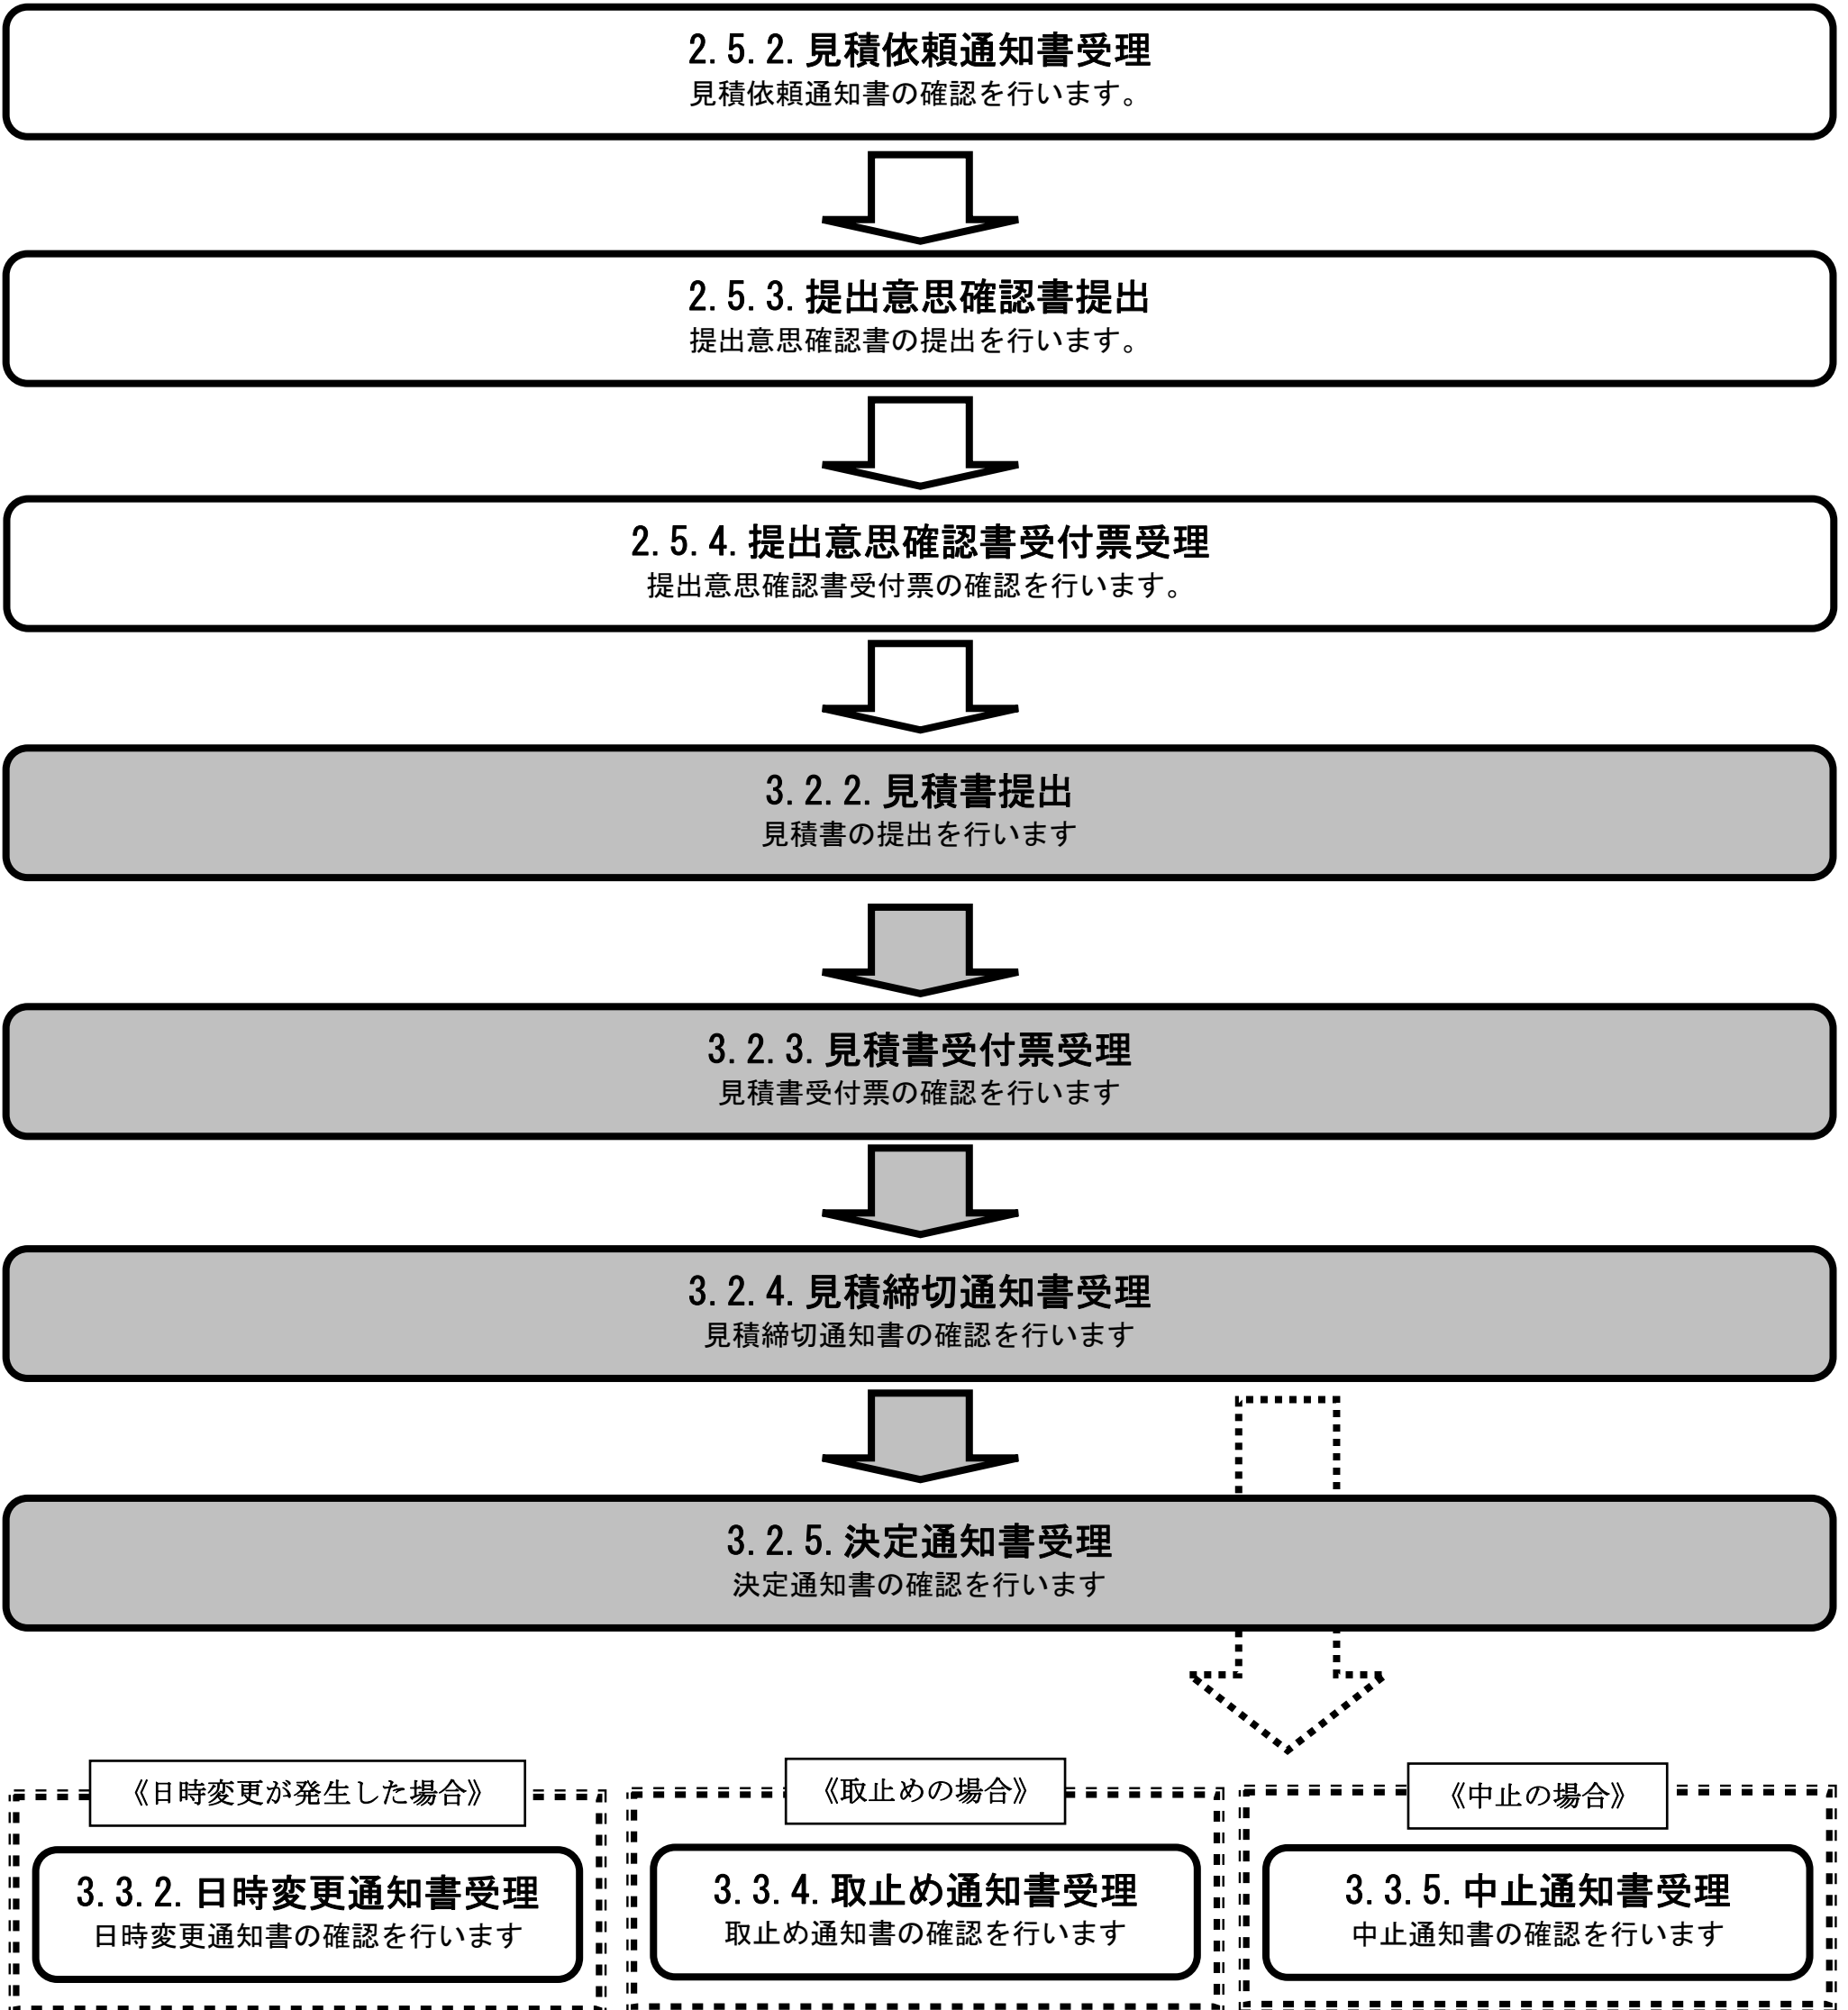 2.5.2.見積依頼通知書受理
見積依頼通知書の確認を行います。
2.5.3.提出意思確認書提出
提出意思確認書の提出を行います。
2.5.4.提出意思確認書受付票受理
提出意思確認書受付票の確認を行います。
3.2.2.見積書提出
見積書の提出を行います
3.2.3.見積書受付票受理
見積書受付票の確認を行います
3.2.4.見積締切通知書受理
見積締切通知書の確認を行います
3.2.5.決定通知書受理
決定通知書の確認を行います
《日時変更が発生した場合》
3.3.2.日時変更通知書受理
日時変更通知書の確認を行います
《取止めの場合》
3.3.4.取止め通知書受理
取止め通知書の確認を行います
《中止の場合》
3.3.5.中止通知書受理
中止通知書の確認を行います